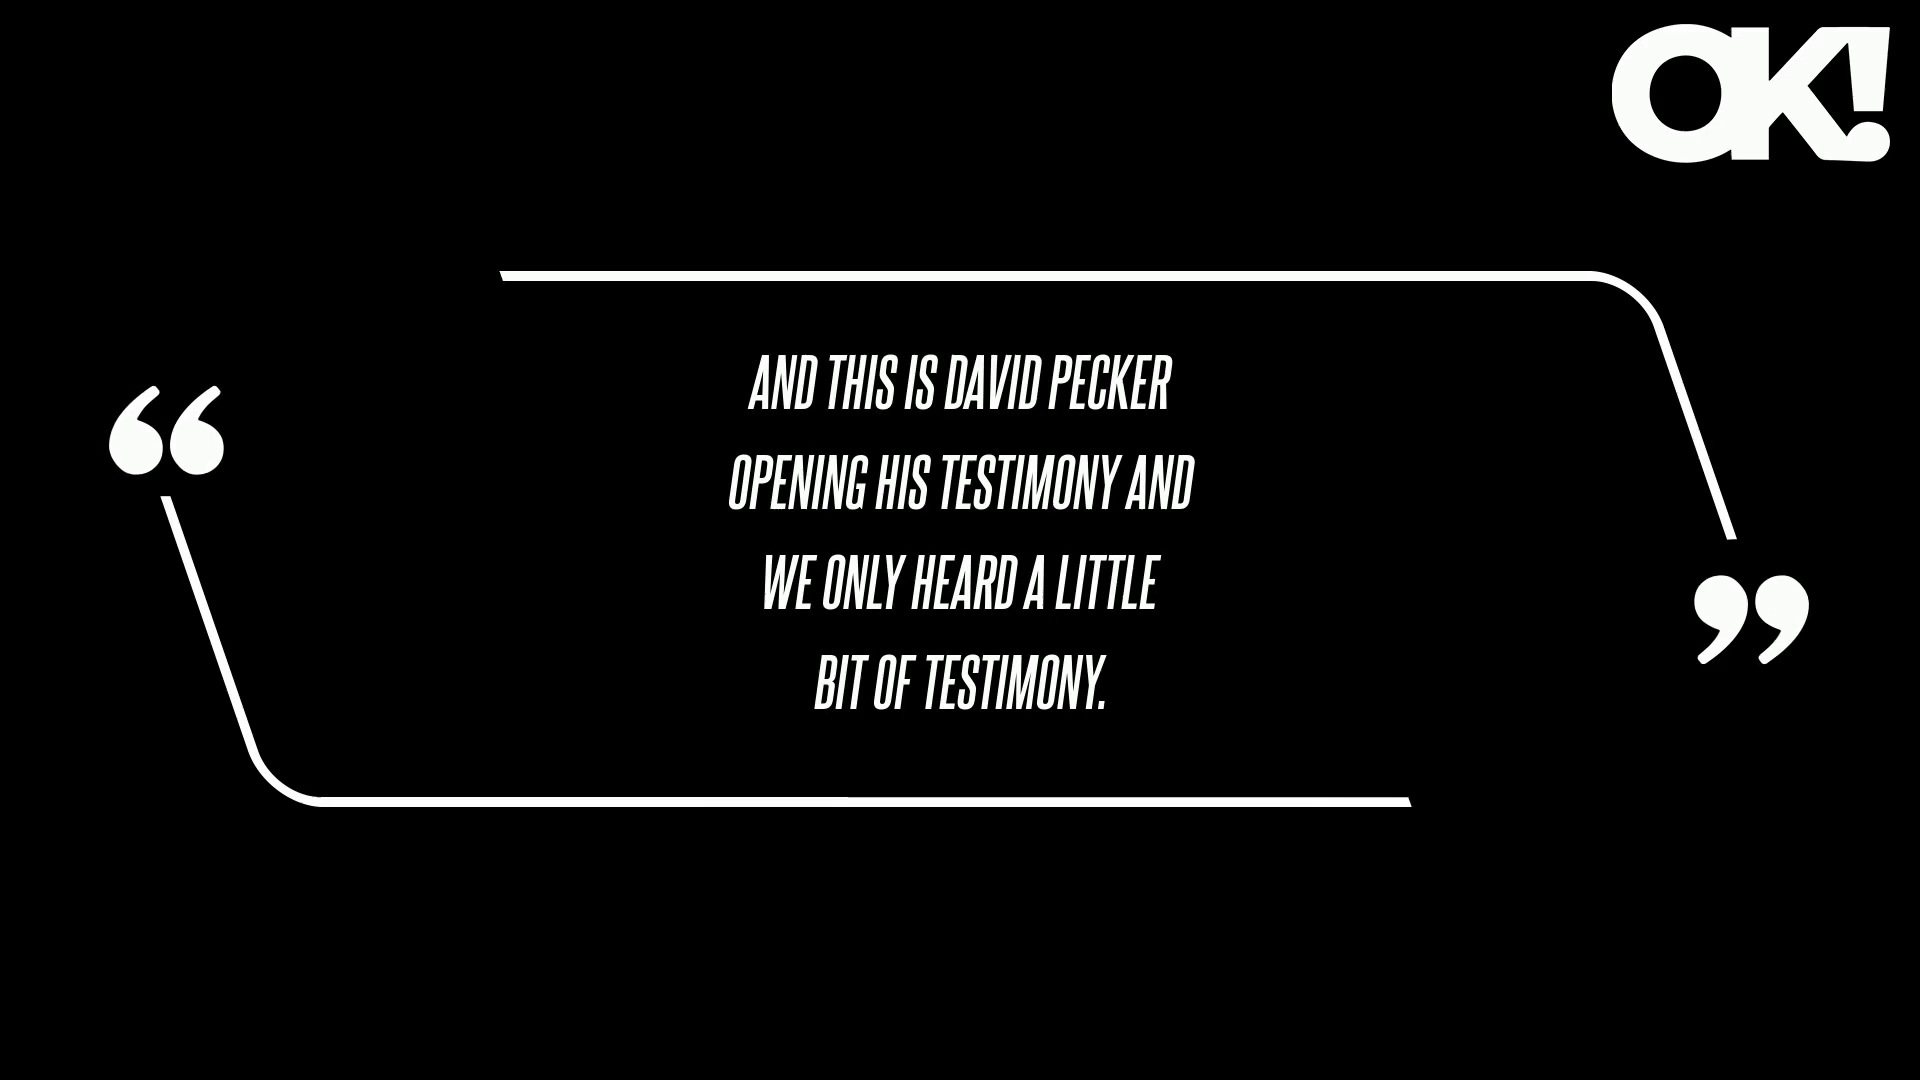 OK!
AND THIS IS DAVID PECKER
OPENING HIS TESTIMONY AND
WE ONLY HEARD A LITTLE
BIT OF TESTIMONY.